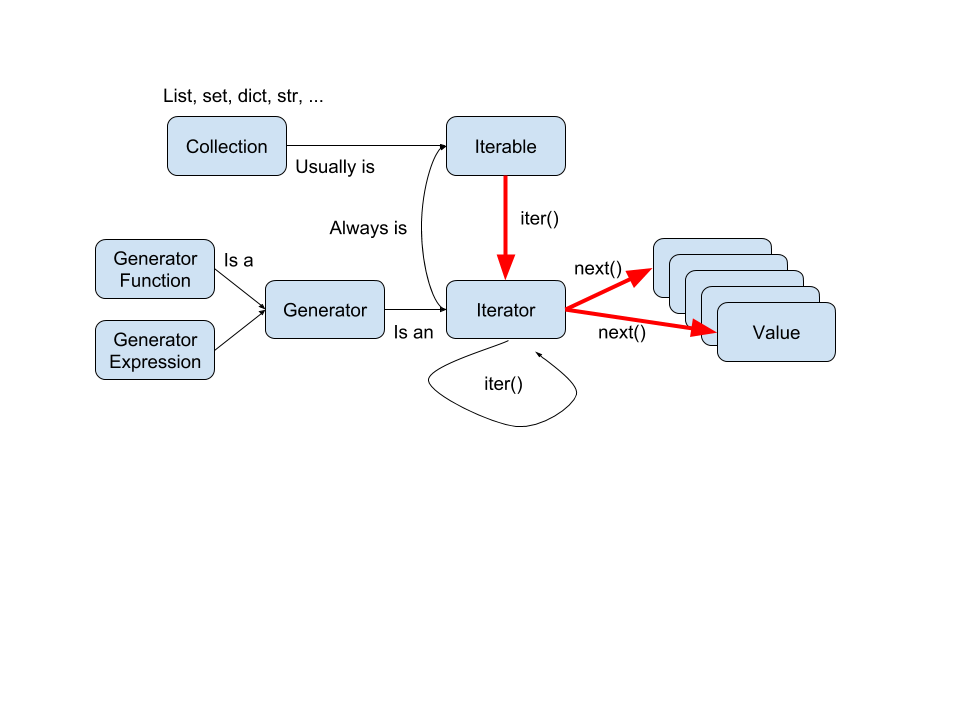 List, set, dict, str, ...
Collection
Iterable
Usually is
iter()
Always is
Generator
Function
Is a
next()
Generator
Iterator
Is an
next()
Value
Generator
Expression
iter()